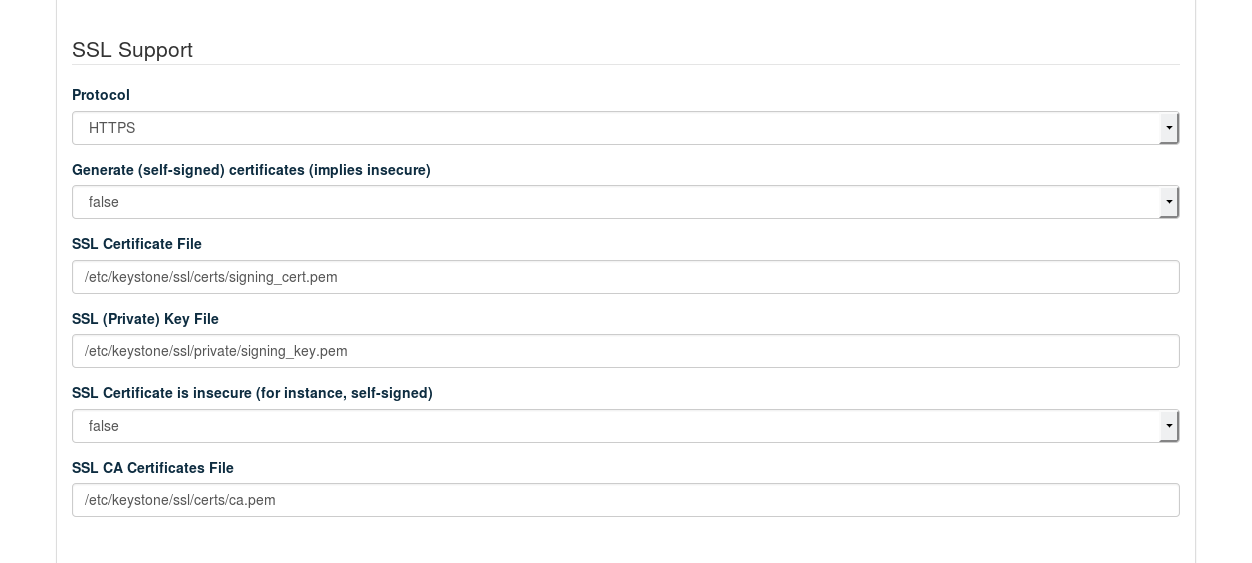 SSL Support
Protocol
HTTPS
Generate (self-signed) certificates (implies insecure)
false
SSL Certificate File
/etc/keystone/ssl/certs/signing_cert.pem
SSL (Private) Key File
/etc/keystone/ssl/private/signing_key.pem
SSL Certificate is insecure (for instance, self-signed)
false
SSL CA Certificates File
/etc/keystone/ssl/certs/ca.pem